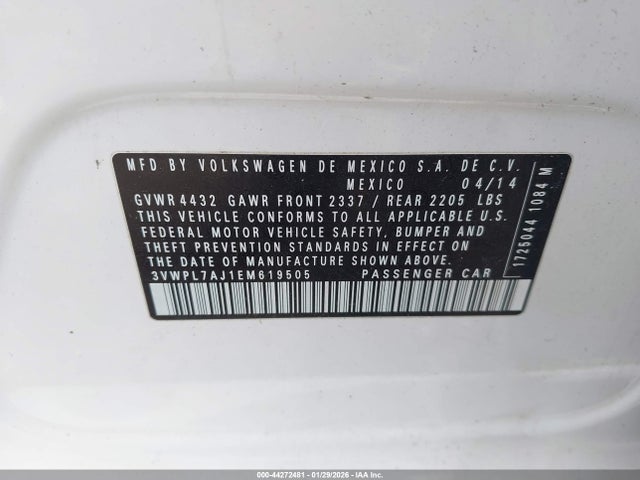 MFD BY VOLKSWAGEN DE MEXICO S.A. DE C.V.
MEXICO 04/14
GVWR 4432 GAWR FRONT 2337 / REAR 2205 LBS
THIS VEHICLE CONFORMS TO ALL APPLICABLE U.S.
FEDERAL MOTOR VEHICLE SAFETY, BUMPER AND
THEFT PREVENTION STANDARDS IN EFFECT ON
THE DATE OF MANUFACTURE SHOWN ABOVE.
3VWPL7AJ1EM619505 PASSENGER CAR
1725044 1084 M
000-44272481 - 01/29/2026 - IAA Inc.